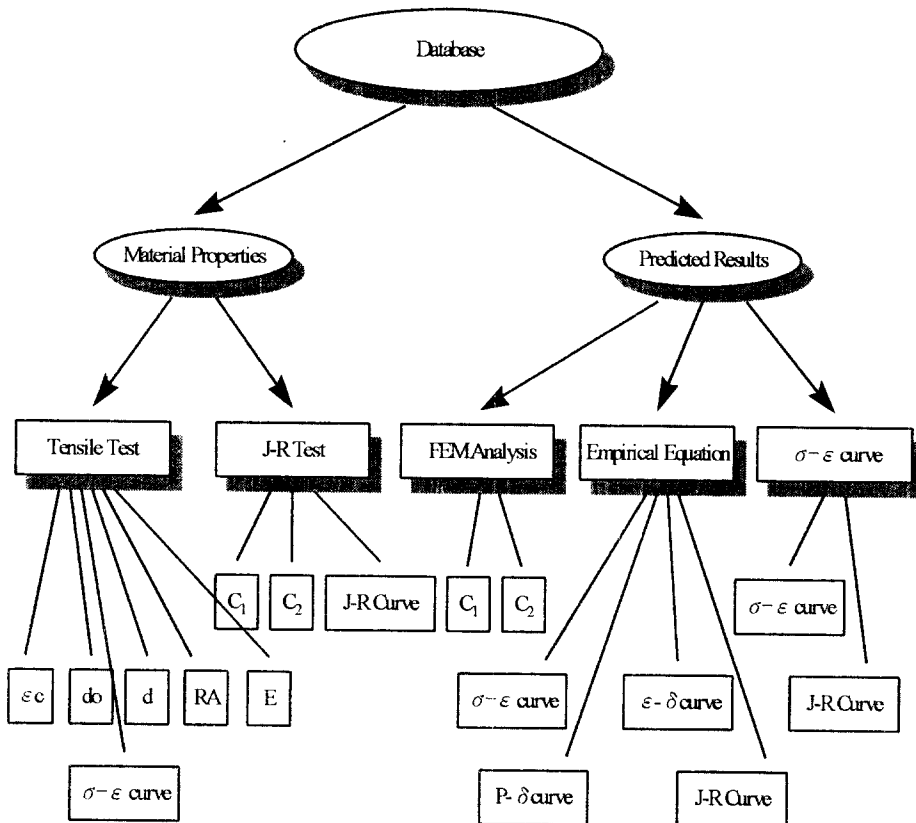 Database
Material Properties
Predicted Results
Tensile Test
J-R Test
FEM Analysis
Empirical Equation
σ-ε curve
C1
C2
J-R Curve
C1
C2
σ-ε curve
εc
do
d
RA
E
σ-ε curve
ε-δ curve
J-R Curve
σ-ε curve
P-δ curve
J-R Curve